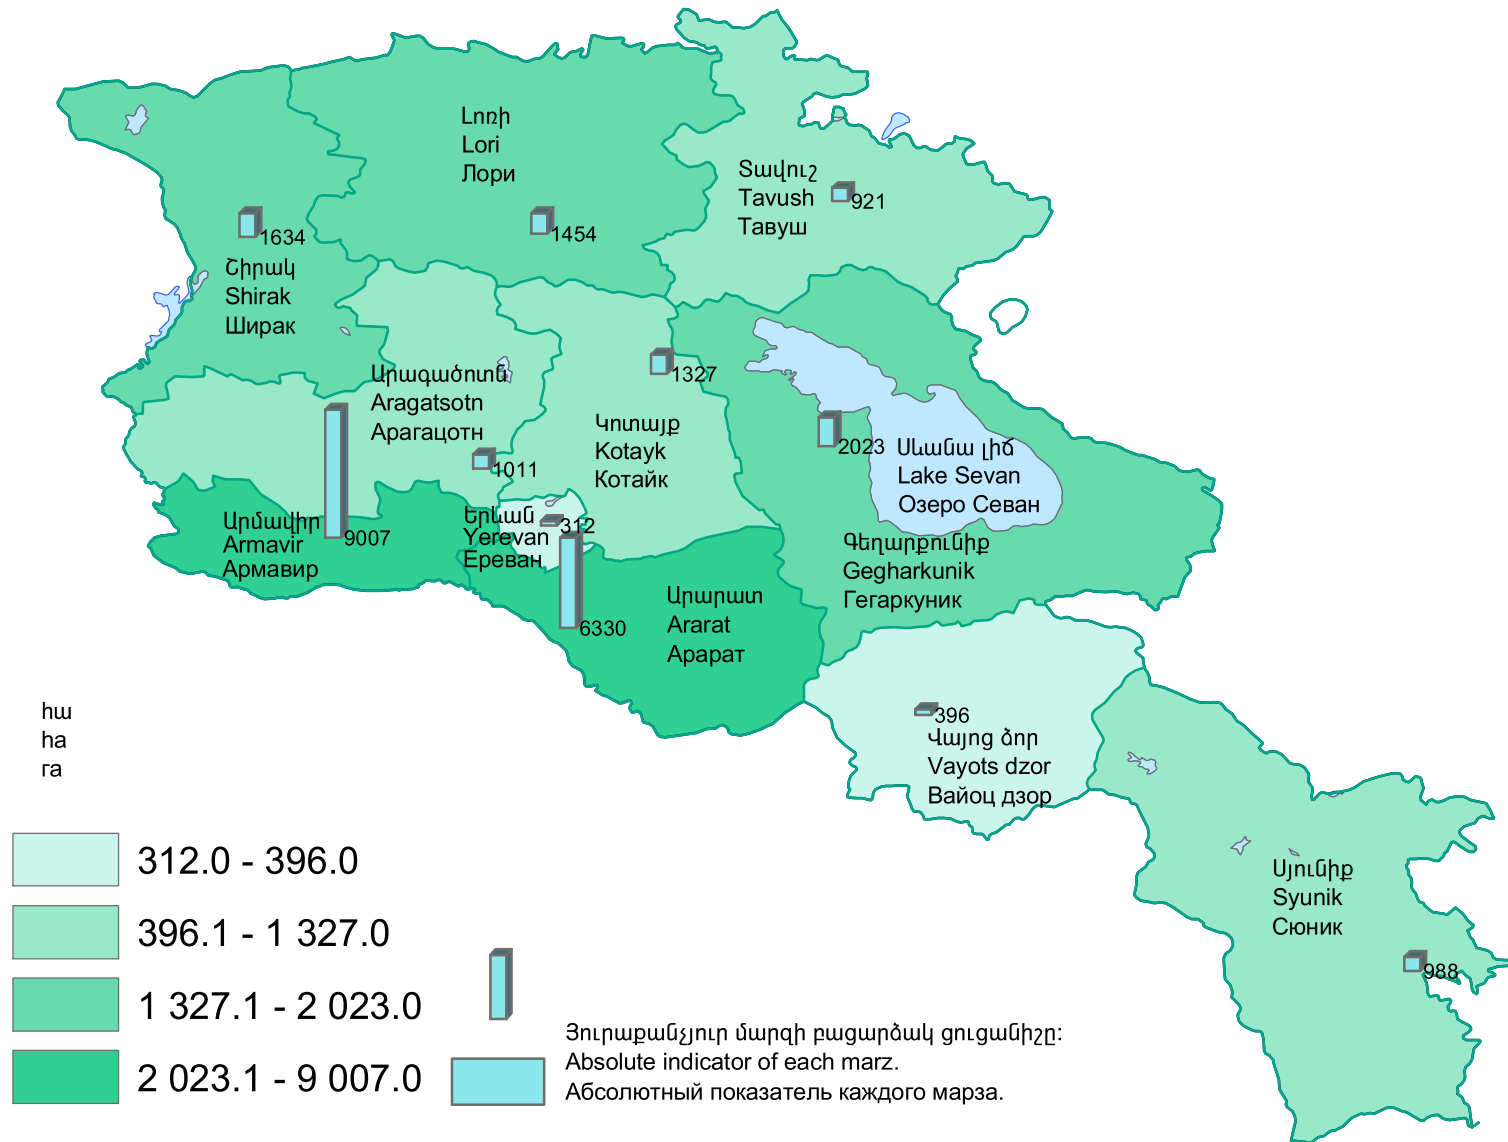 Լոռի
Lori
Лори
1454
Տավուշ
Tavush
Тавуш
921
1634
Շիրակ
Shirak
Ширак
Արագածոտն
Aragatsotn
Арагацотн
1011
1327
Կոտայք
Kotayk
Котайк
2023
Սևանա լիճ
Lake Sevan
Озеро Севан
Գեղարքունիք
Gegharkunik
Гегаркуник
Արմավիր
Armavir
Армавир
9007
Երևան
Yerevan
Ереван
312
6330
Արարատ
Ararat
Арарат
396
Վայոց ձոր
Vayots dzor
Вайоц дзор
Սյունիք
Syunik
Сюник
988
հա
ha
га
312.0 - 396.0
396.1 - 1 327.0
1 327.1 - 2 023.0
2 023.1 - 9 007.0
Յուրաքանչյուր մարզի բացարձակ ցուցանիշը:
Absolute indicator of each marz.
Абсолютный показатель каждого марза.